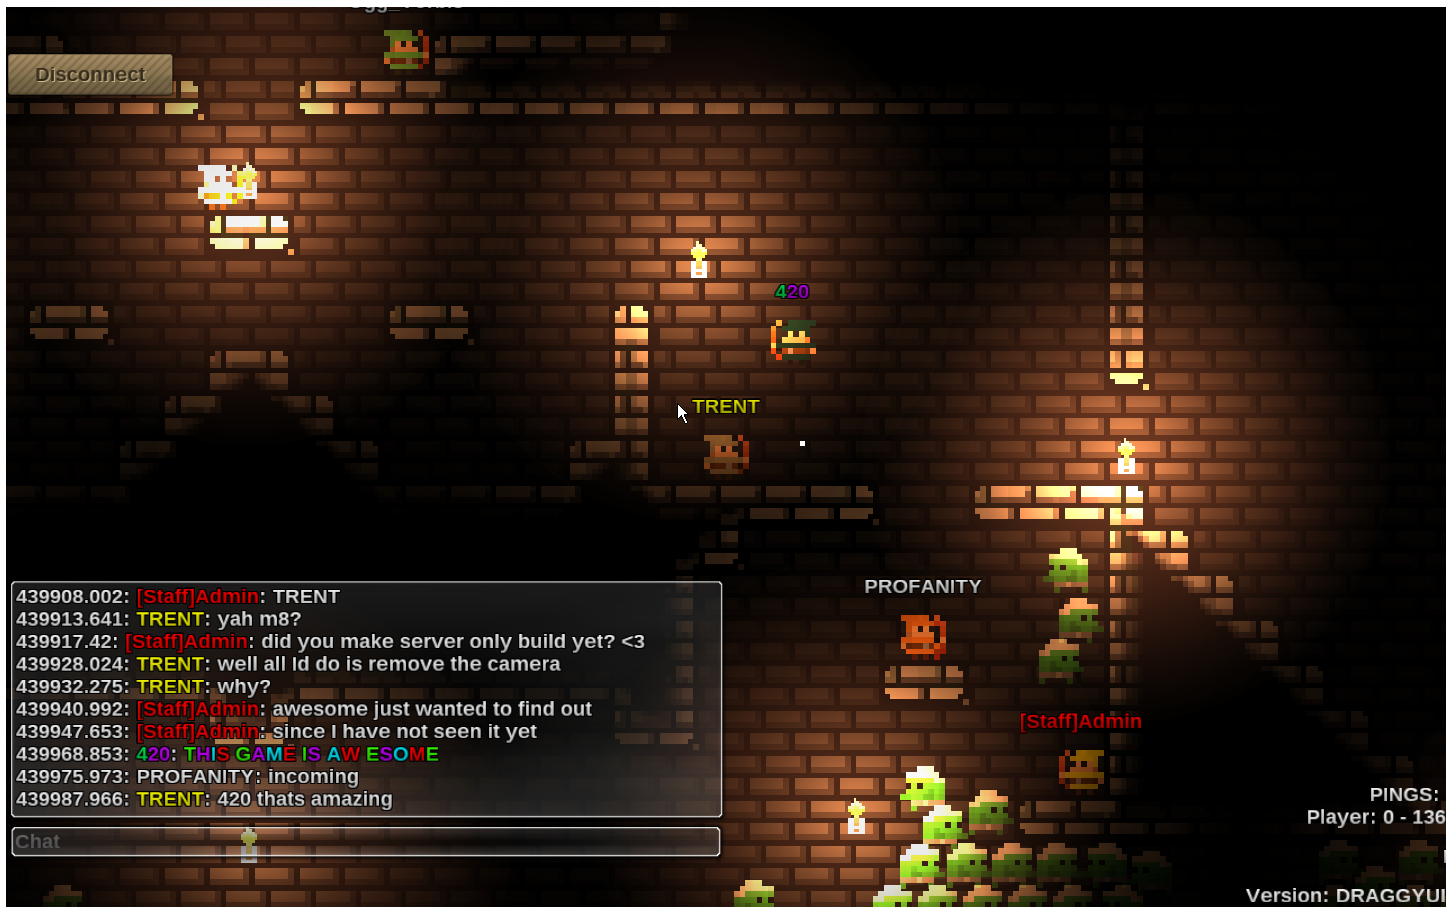 Disconnect
420
TRENT
PROFANITY
[Staff]Admin
439908.002: [Staff]Admin: TRENT
439913.641: TRENT: yah m8?
439917.42: [Staff]Admin: did you make server only build yet? <3
439928.024: TRENT: well all Id do is remove the camera
439932.275: TRENT: why?
439940.992: [Staff]Admin: awesome just wanted to find out
439947.653: [Staff]Admin: since I have not seen it yet
439968.853: 420: THIS GAME IS AW ESOME
439975.973: PROFANITY: incoming
439987.966: TRENT: 420 thats amazing
Chat
PINGS:
Player: 0 - 136
Version: DRAGGYUI